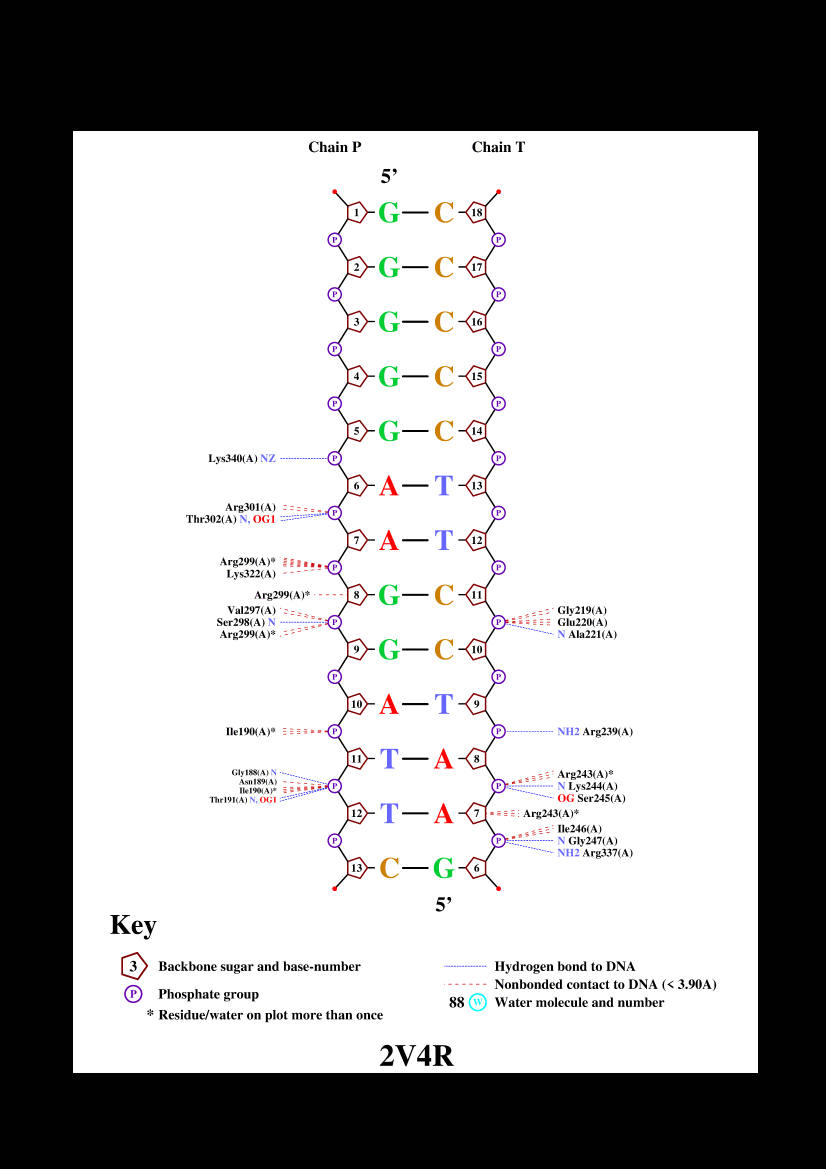 Chain P Chain T
5’
1 G C 18
P P
2 G C 17
P P
3 G C 16
P P
4 G C 15
P P
5 G C 14
Lys340(A) NZ P P
6 A T 13
Arg301(A)
Thr302(A) N, OG1 P P
7 A T 12
Arg299(A)* P P
Lys322(A)
Arg299(A)* 8 G C 11
Val297(A) Gly219(A)
Ser298(A) N P P Glu220(A)
Arg299(A)* N Ala221(A)
9 G C 10
P P
10 A T 9
Ile190(A)* P P NH2 Arg239(A)
11 T A 8
Gly188(A) N Arg243(A)*
Asn189(A) P P N Lys244(A)
Ile190(A)* OG Ser245(A)
Thr191(A) N, OG1
12 T A 7 Arg243(A)*
Ile246(A)
P P N Gly247(A)
NH2 Arg337(A)
13 C G 6
5’
Key
3 Backbone sugar and base-number
P Phosphate group
* Residue/water on plot more than once
Hydrogen bond to DNA
Nonbonded contact to DNA (< 3.90A)
88 W Water molecule and number
2V4R